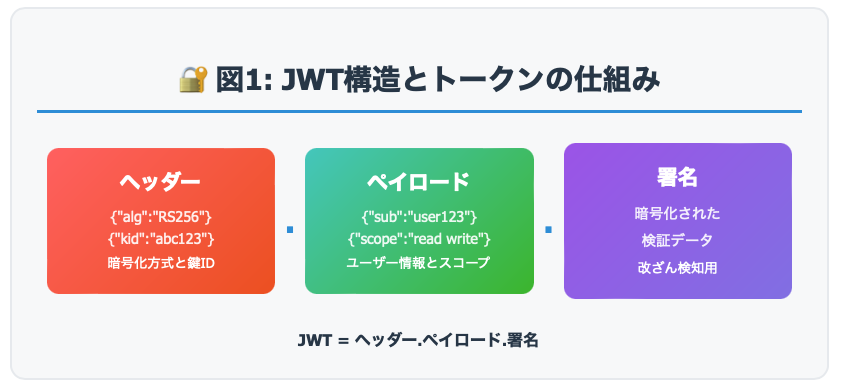 🔐 図1: JWT構造とトークンの仕組み
ヘッダー
{"alg":"RS256"}
{"kid":"abc123"}
暗号化方式と鍵ID
.
ペイロード
{"sub":"user123"}
{"scope":"read write"}
ユーザー情報とスコープ
.
署名
暗号化された
検証データ
改ざん検知用
JWT = ヘッダー.ペイロード.署名